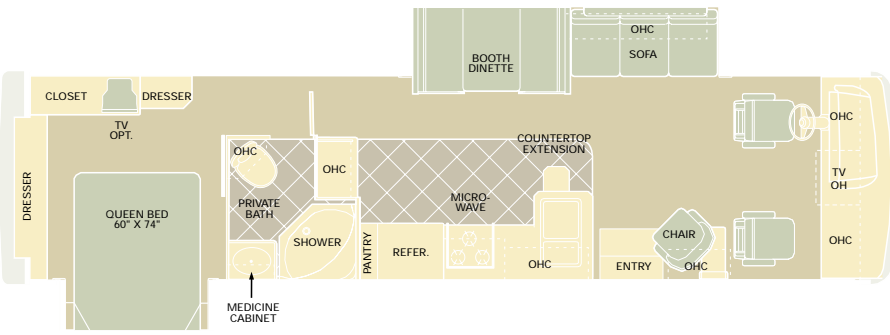 OHC
SOFA
BOOTH
DINETTE
CLOSET
DRESSER
TV
OPT.
DRESSER
QUEEN BED
60" X 74"
OHC
PRIVATE
BATH
OHC
SHOWER
MEDICINE
CABINET
PANTRY
REFER.
MICRO-
WAVE
COUNTERTOP
EXTENSION
OHC
ENTRY
CHAIR
OHC
OHC
TV
OH
OHC